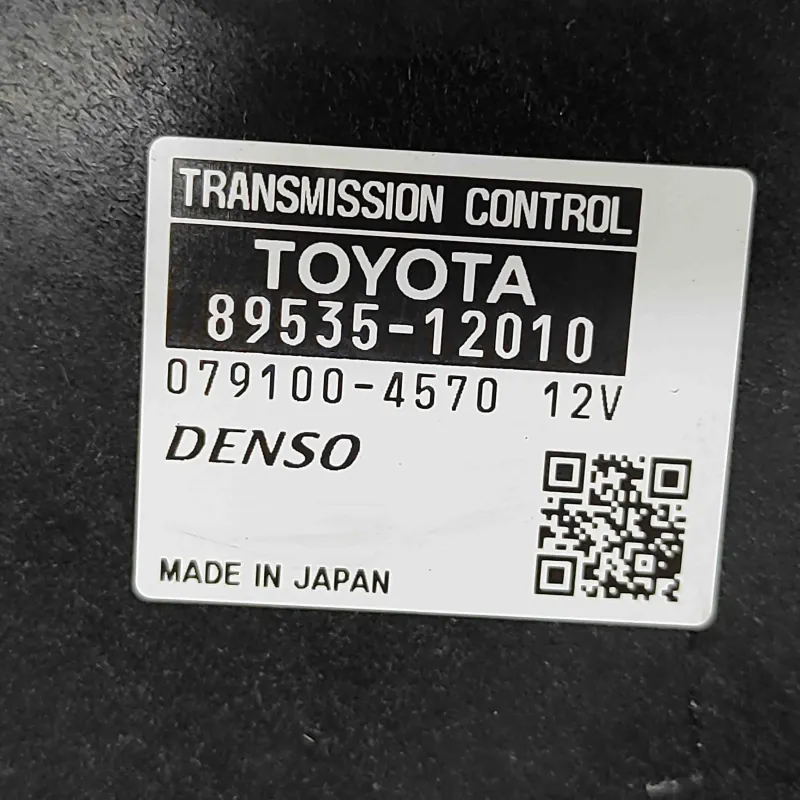 TRANSMISSION CONTROL
TOYOTA
89535-12010
079100-4570 12V
DENSO
MADE IN JAPAN